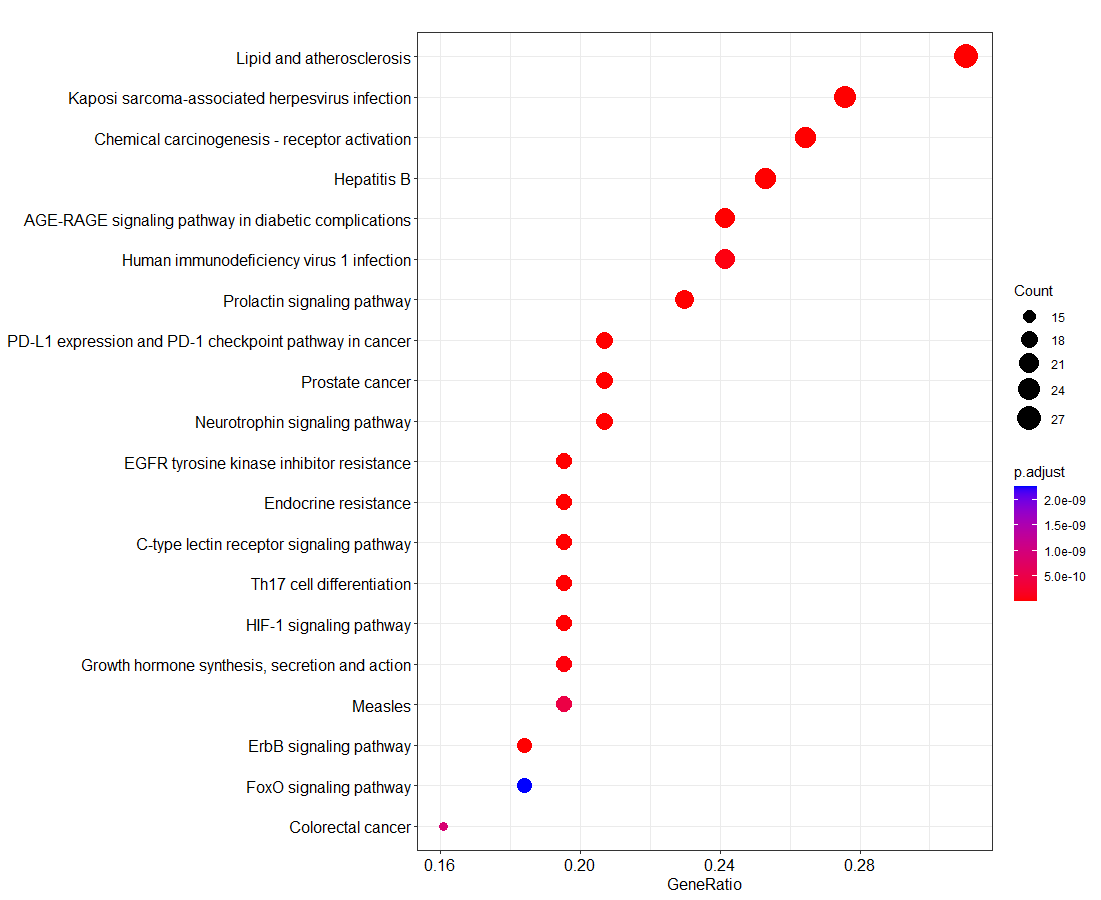 Lipid and atherosclerosis
Kaposi sarcoma-associated herpesvirus infection
Chemical carcinogenesis - receptor activation
Hepatitis B
AGE-RAGE signaling pathway in diabetic complications
Human immunodeficiency virus 1 infection
Prolactin signaling pathway
PD-L1 expression and PD-1 checkpoint pathway in cancer
Prostate cancer
Neurotrophin signaling pathway
EGFR tyrosine kinase inhibitor resistance
Endocrine resistance
C-type lectin receptor signaling pathway
Th17 cell differentiation
HIF-1 signaling pathway
Growth hormone synthesis, secretion and action
Measles
ErbB signaling pathway
FoxO signaling pathway
Colorectal cancer
0.16 0.20 0.24 0.28
GeneRatio
Count
15
18
21
24
27
p.adjust
2.0e-09
1.5e-09
1.0e-09
5.0e-10